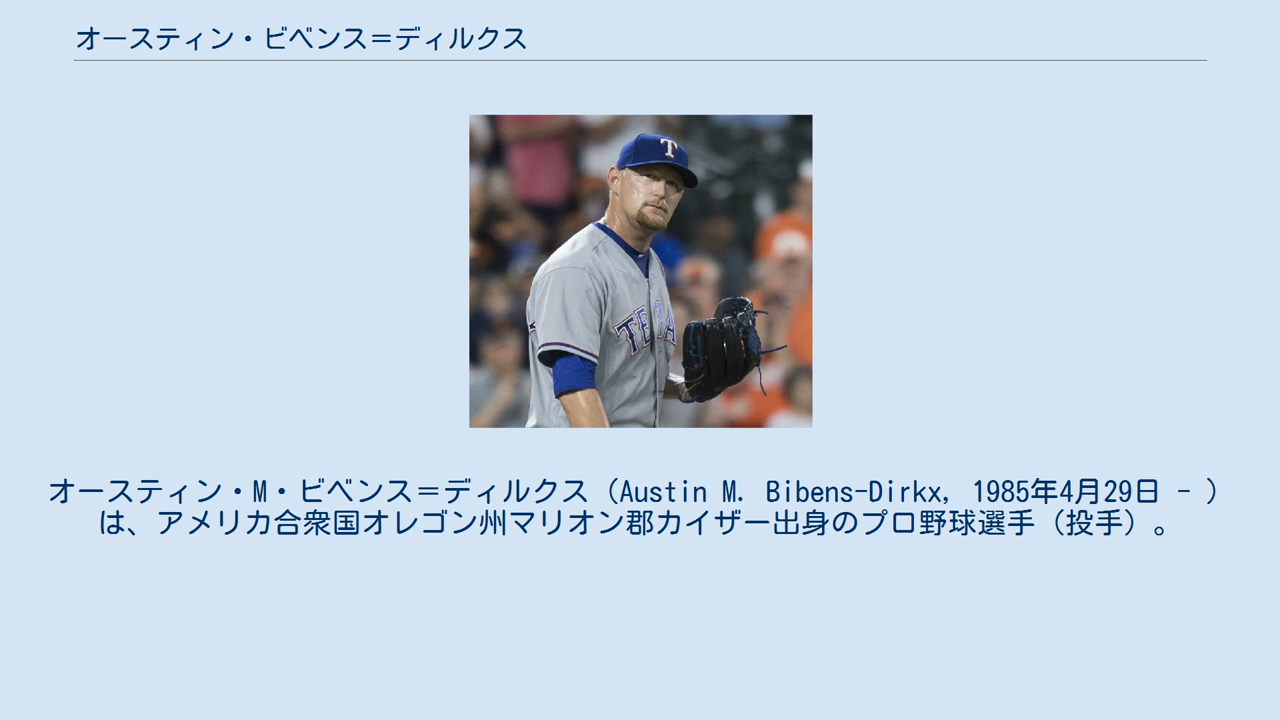 オースティン・ビベンス＝ディルクス
T
TEXA
オースティン・M・ビベンス＝ディルクス（Austin M. Bibens-Dirkx, 1985年4月29日 - ）
は、アメリカ合衆国オレゴン州マリオン郡カイザー出身のプロ野球選手（投手）。